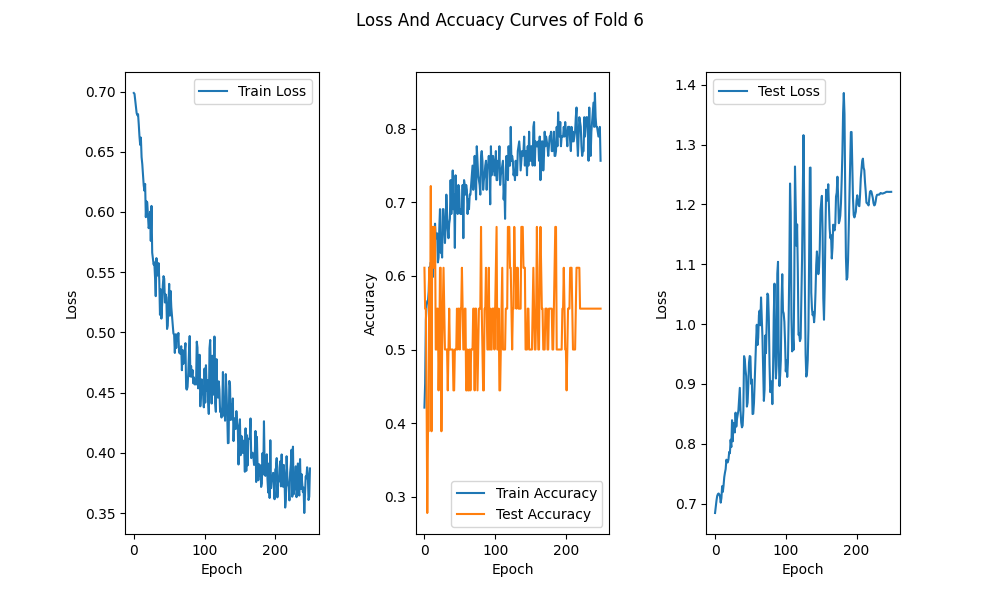 Loss And Accuacy Curves of Fold 6
Train Loss
0.70
0.65
0.60
0.55
0.50
0.45
0.40
0.35
Loss
0 100 200
Epoch
0.8
0.7
0.6
0.5
0.4
0.3
Accuracy
Train Accuracy
Test Accuracy
0 100 200
Epoch
Test Loss
1.4
1.3
1.2
1.1
1.0
0.9
0.8
0.7
Loss
0 100 200
Epoch